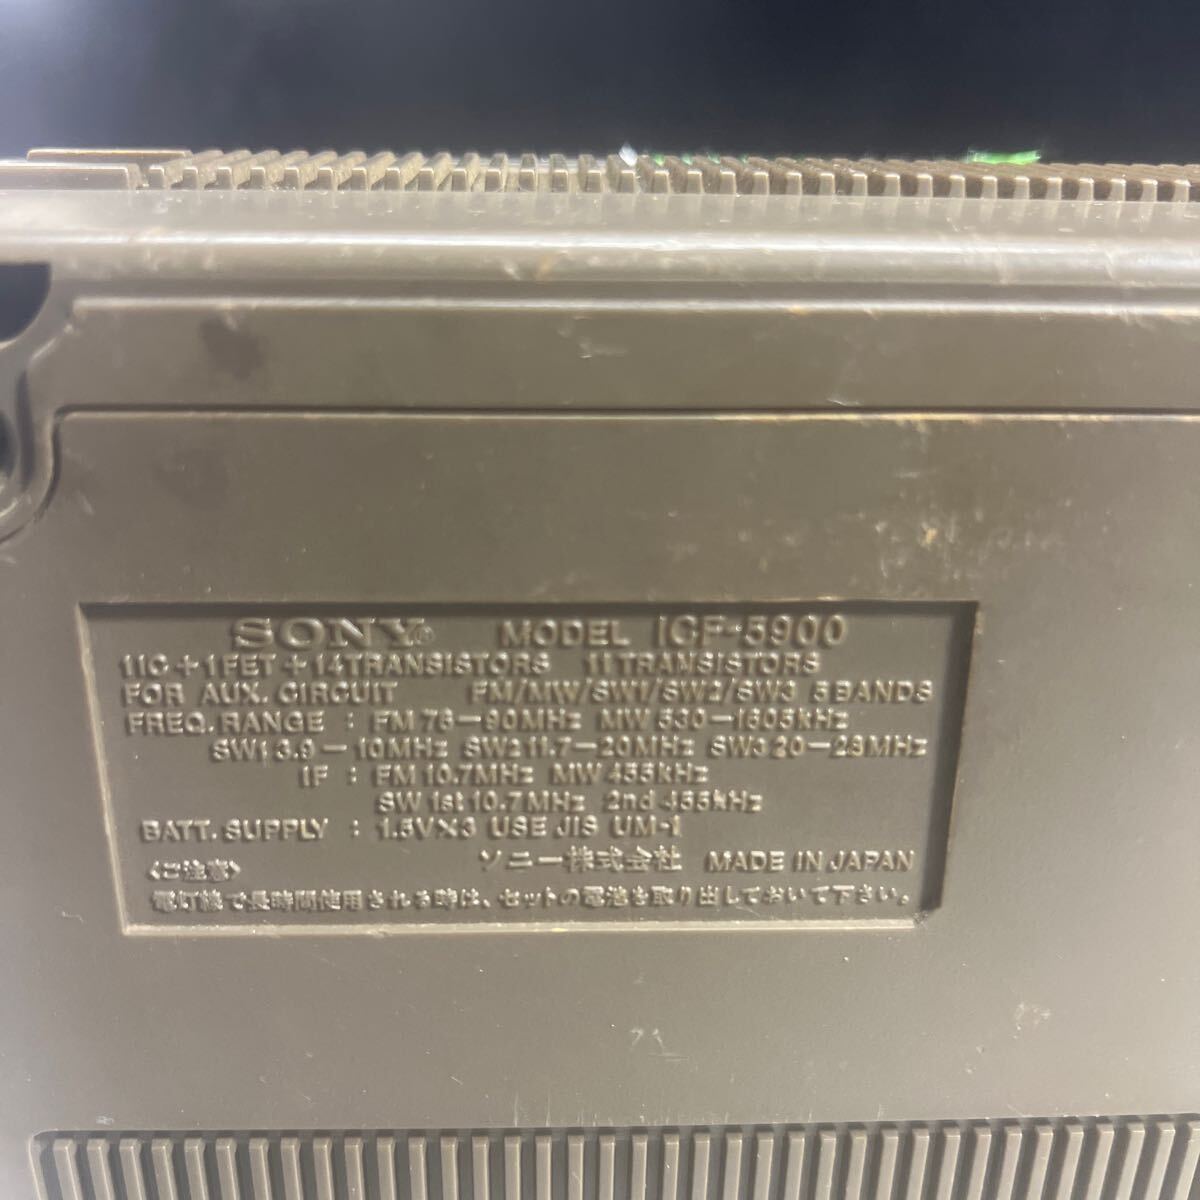 SONY® MODEL ICF-5900
1IC+1FET+14TRANSISTORS 11TRANSISTORS
FOR AUX. CIRCUIT FM/MW/SW1/SW2/SW3 5BANDS
FREQ. RANGE : FM 76–90MHz MW 530–1605kHz
SW1 3.9–10MHz SW2 11.7–20MHz SW3 20–28MHz
IF : FM 10.7MHz MW 455kHz
SW 1st 10.7MHz 2nd 455kHz
BATT. SUPPLY : 1.5V×3 USE JIS UM-1
ソニー株式会社 MADE IN JAPAN
〈ご注意〉
電灯線で長時間使用される時は、セットの電池を取り出しておいて下さい。